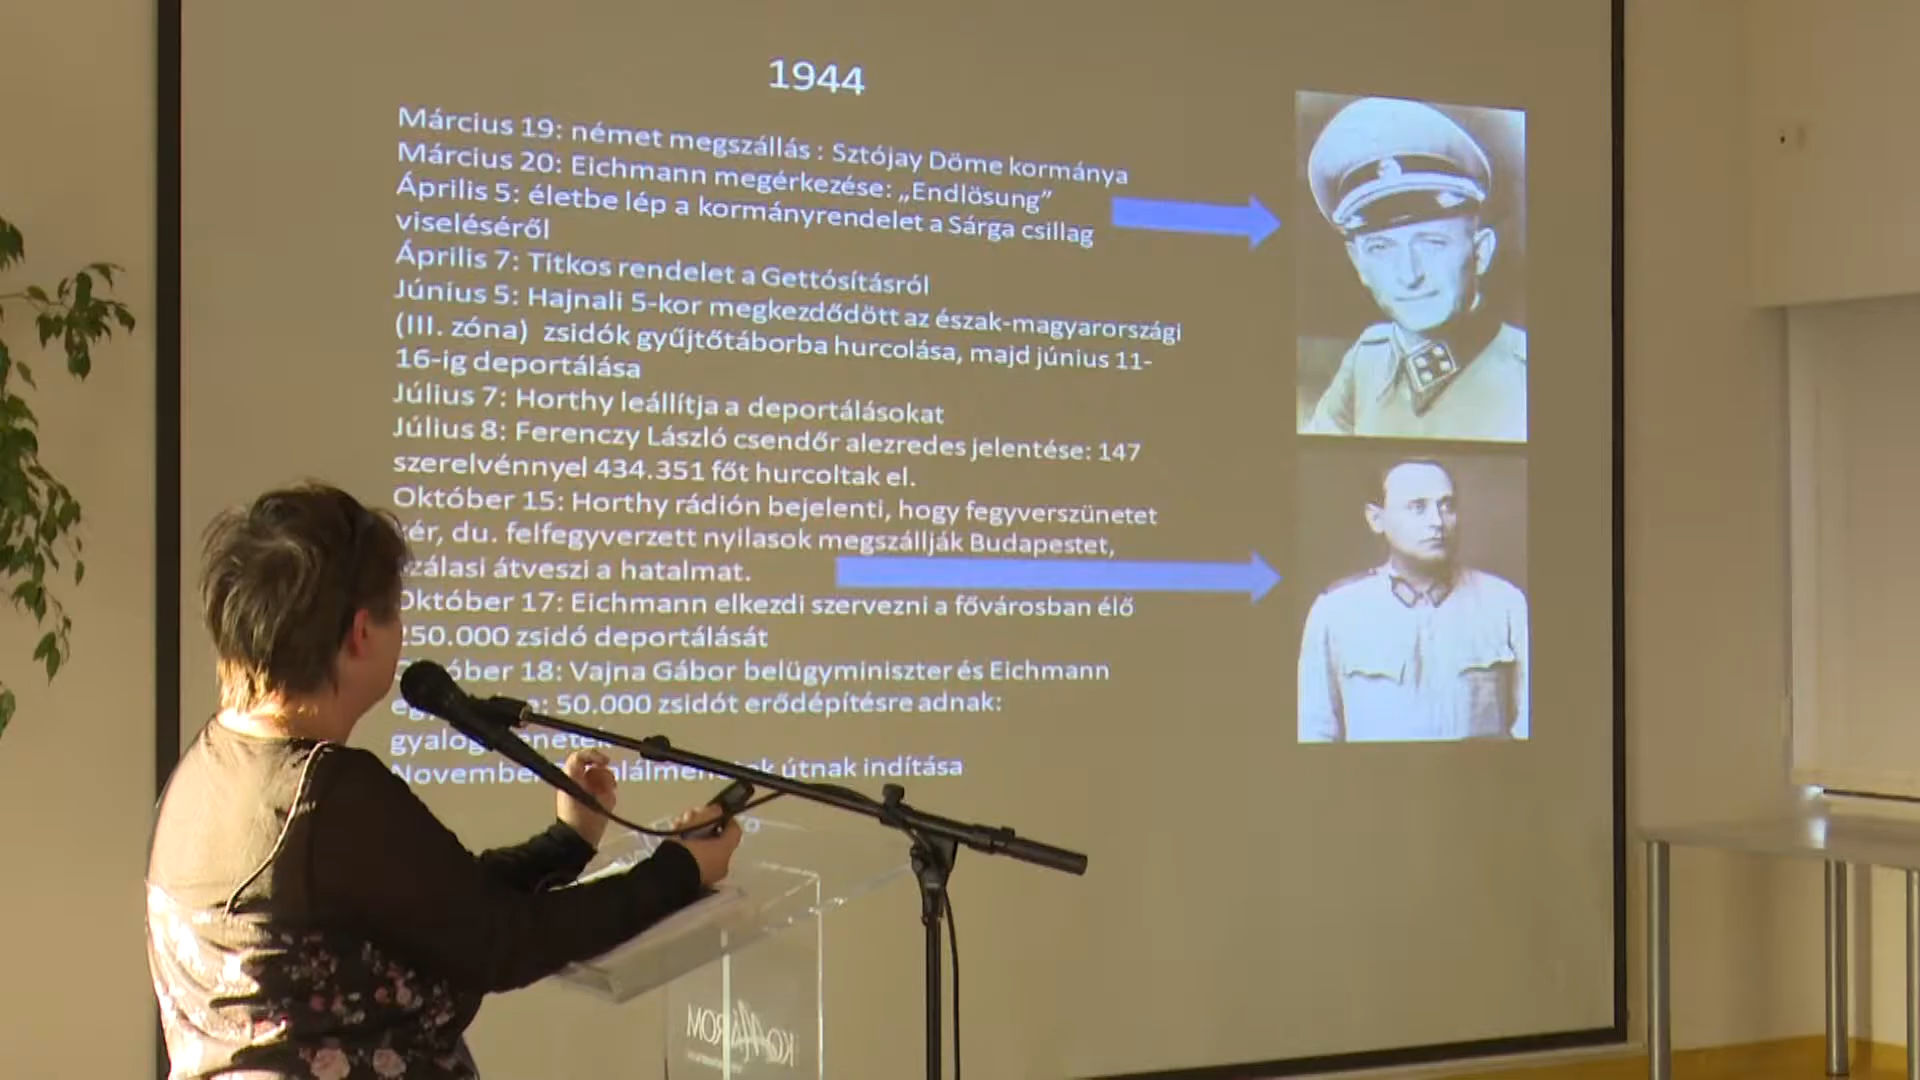 1944
Március 19: német megszállás : Sztójay Döme kormánya
Március 20: Eichmann megérkezése: „Endlösung”
Április 5: életbe lép a kormányrendelet a Sárga csillag
viseléséről
Április 7: Titkos rendelet a Gettósításról
Június 5: Hajnali 5-kor megkezdődött az észak-magyarországi
(III. zóna) zsidók gyűjtőtáborba hurcolása, majd június 11-
16-ig deportálása
Július 7: Horthy leállítja a deportálásokat
Július 8: Ferenczy László csendőr alezredes jelentése: 147
szerelvénnyel 434.351 főt hurcoltak el.
Október 15: Horthy rádión bejelenti, hogy fegyverszünetet
kér, du. felfegyverzett nyilasok megszállják Budapestet,
zálasi átveszi a hatalmat.
Október 17: Eichmann elkezdi szervezni a fővárosban élő
250.000 zsidó deportálását
óber 18: Vajna Gábor belügyminiszter és Eichmann
50.000 zsidót erődépítésre adnak:
gyalog
November útnak indítása
KOMÁROM